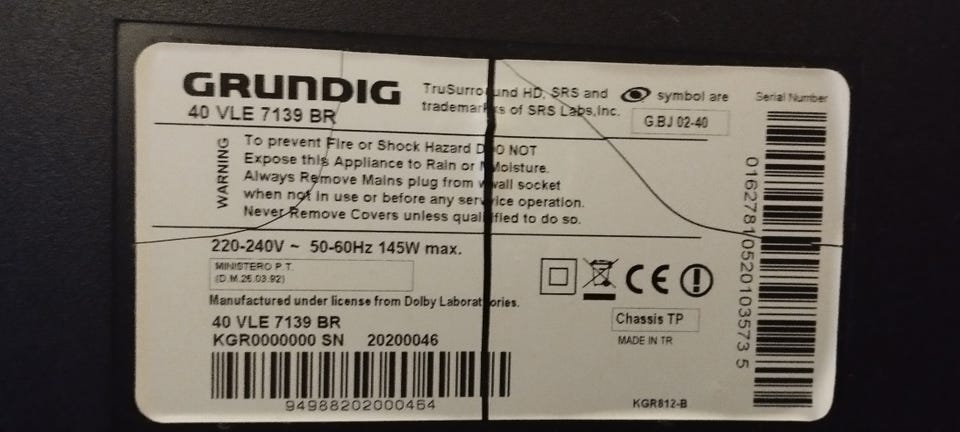 GRUNDIG
40 VLE 7139 BR
TruSurround HD, SRS and symbol are
trademarks of SRS Labs,Inc.
G.BJ 02-40
Serial Number
WARNING
To prevent Fire or Shock Hazard DO NOT
Expose this Appliance to Rain or Moisture.
Always Remove Mains plug from wall socket
when not in use or before any service operation.
Never Remove Covers unless qualified to do so.
220-240V ~ 50-60Hz 145W max.
MINISTERO P.T.
(D.M.26.03.92)
Manufactured under license from Dolby Laboratories.
CE
40 VLE 7139 BR
KGR0000000 SN 20200046
94988202000464
Chassis TP
MADE IN TR
KGR812-B
01627810520103573 5